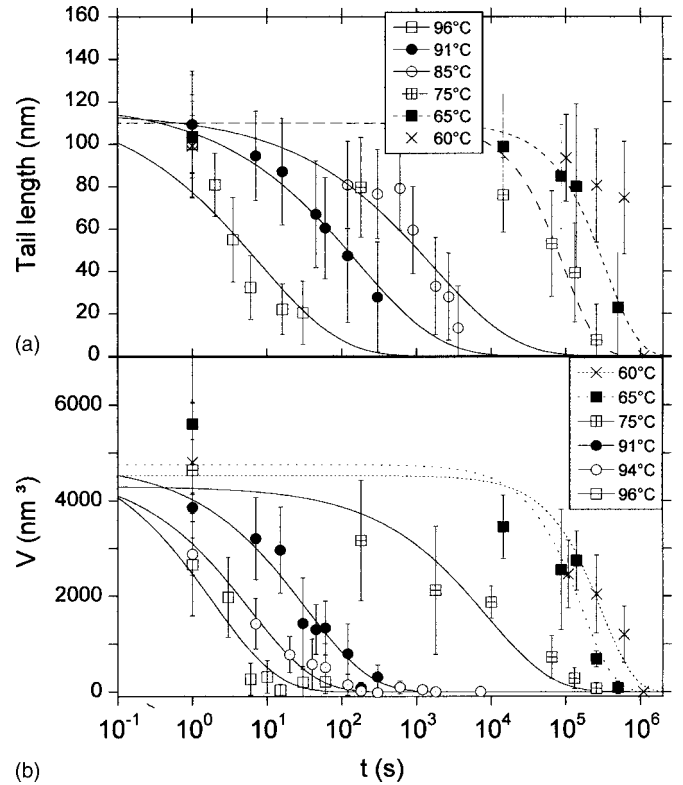 160
140
120
100
80
60
40
20
0
Tail length (nm)
(a)
96°C
91°C
85°C
75°C
65°C
60°C
6000
4000
2000
0
V (nm³)
(b)
60°C
65°C
75°C
91°C
94°C
96°C
10⁻¹ 10⁰ 10¹ 10² 10³ 10⁴ 10⁵ 10⁶
t (s)